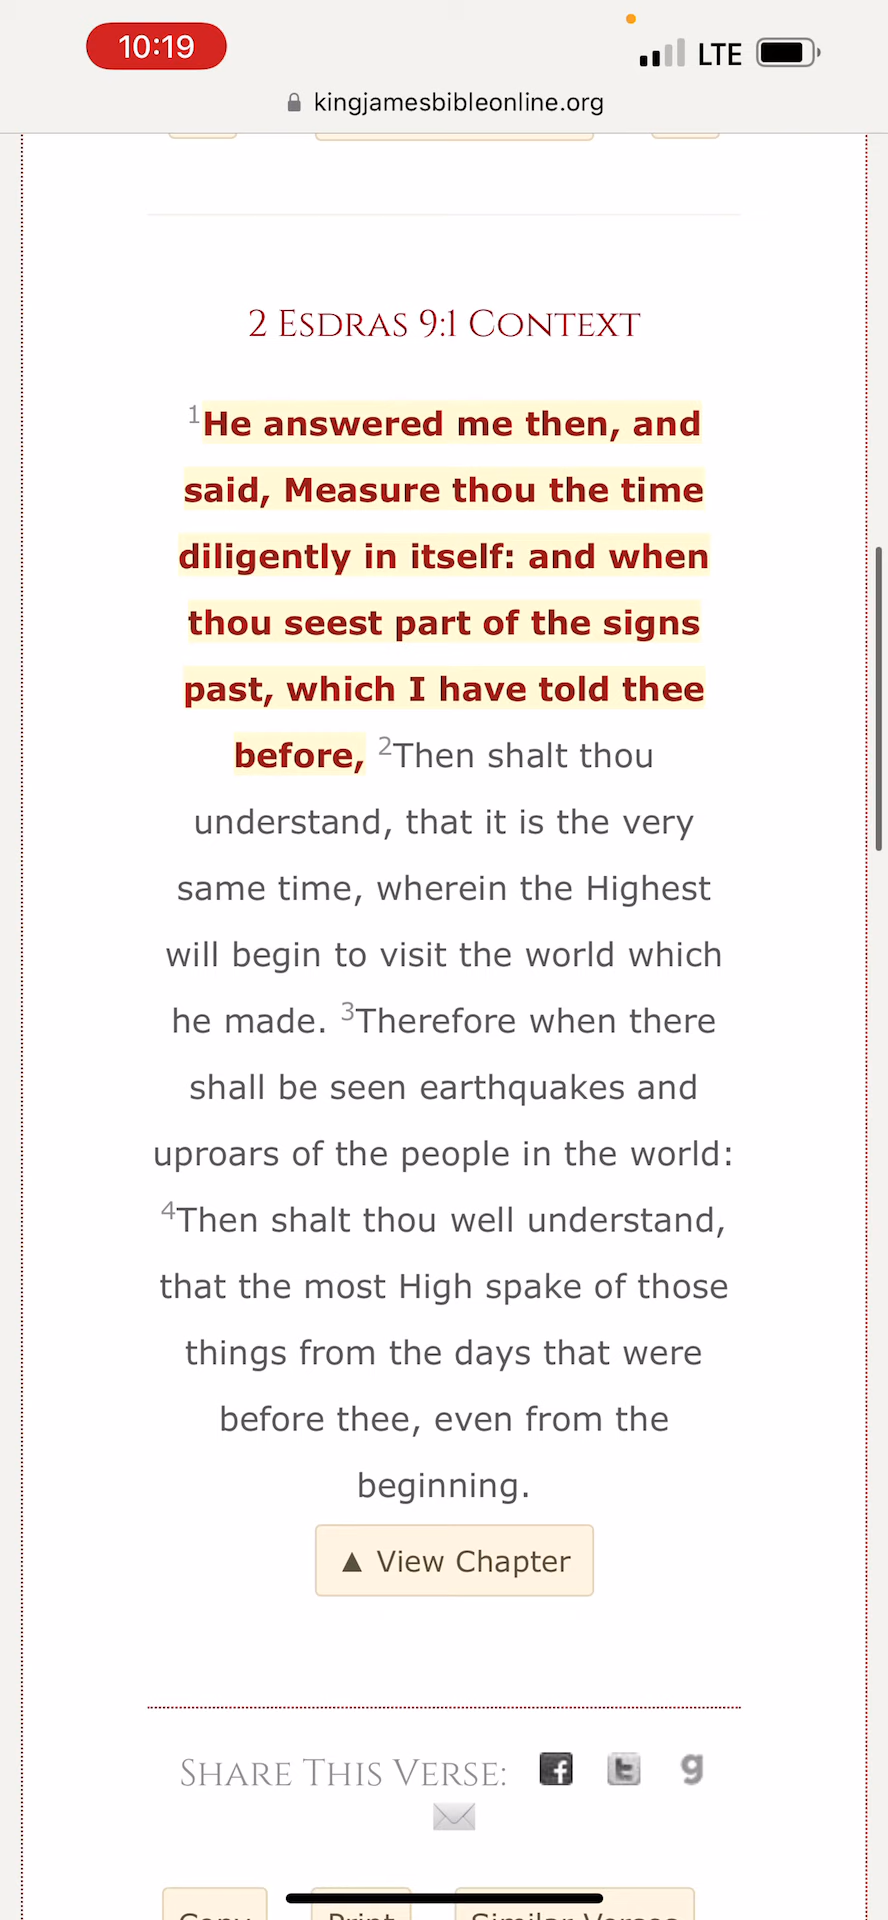 10:19
LTE
kingjamesbibleonline.org
2 Esdras 9:1 Context
1He answered me then, and
said, Measure thou the time
diligently in itself: and when
thou seest part of the signs
past, which I have told thee
before, 2Then shalt thou
understand, that it is the very
same time, wherein the Highest
will begin to visit the world which
he made. 3Therefore when there
shall be seen earthquakes and
uproars of the people in the world:
4Then shalt thou well understand,
that the most High spake of those
things from the days that were
before thee, even from the
beginning.
▲ View Chapter
Share This Verse: f t g
Copy Print Similar Verses